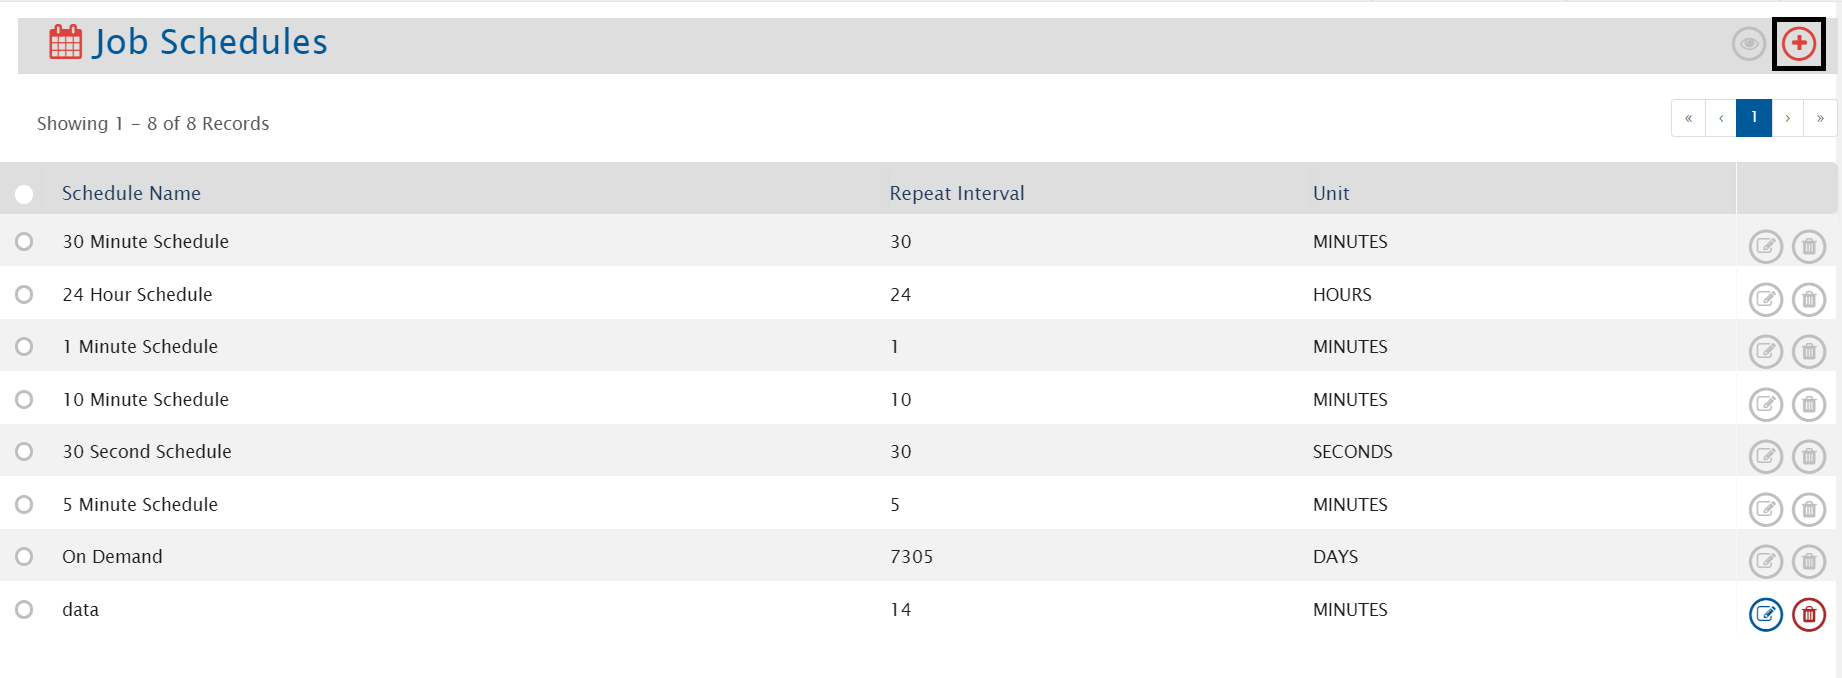 Job Schedules
Showing 1 - 8 of 8 Records
« ‹ 1 › »
Schedule Name Repeat Interval Unit
30 Minute Schedule 30 MINUTES
24 Hour Schedule 24 HOURS
1 Minute Schedule 1 MINUTES
10 Minute Schedule 10 MINUTES
30 Second Schedule 30 SECONDS
5 Minute Schedule 5 MINUTES
On Demand 7305 DAYS
data 14 MINUTES